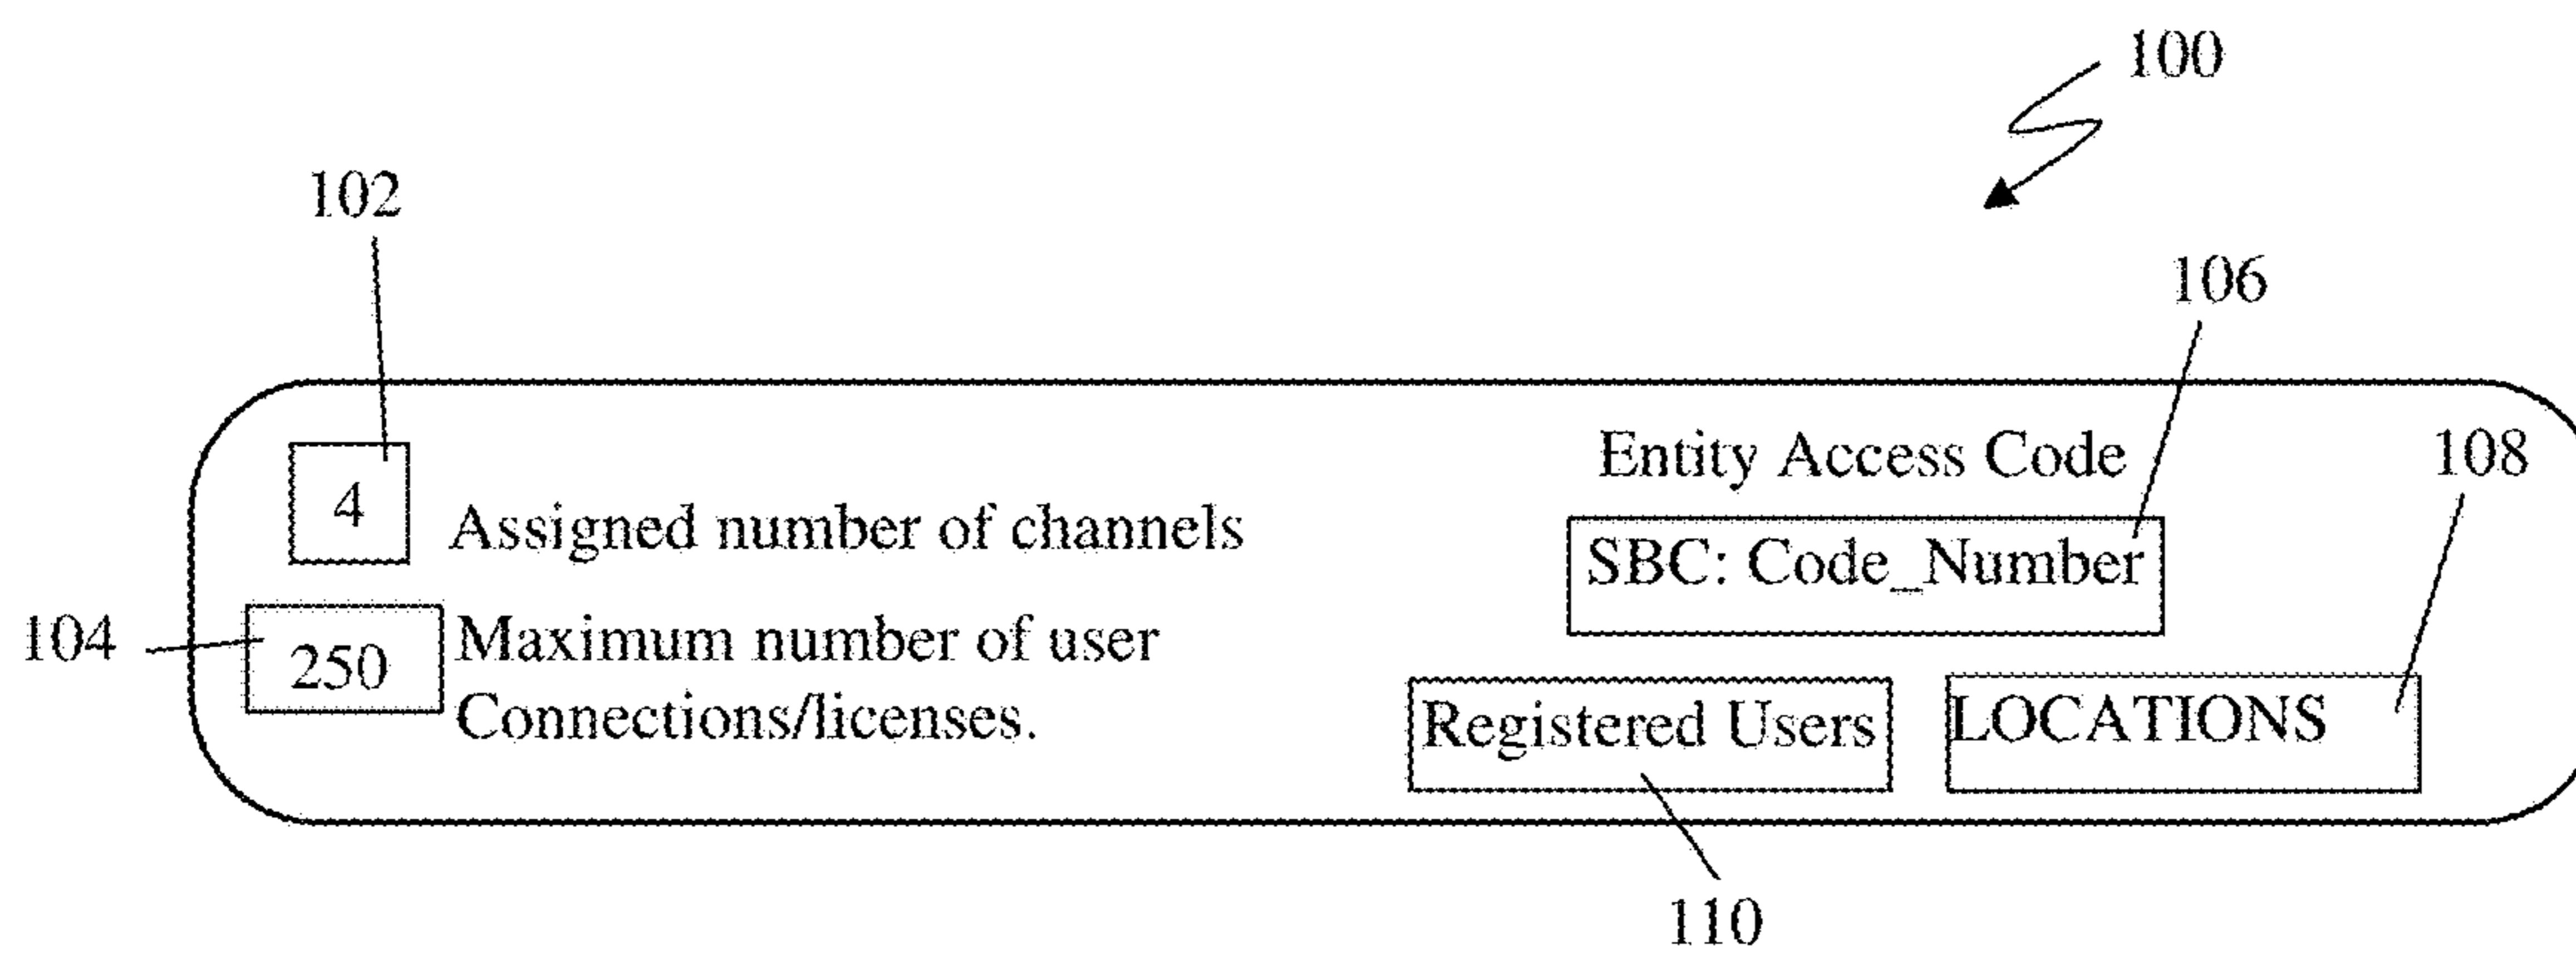 100
102
106
Entity Access Code
108
4
Assigned number of channels
SBC: Code_Number
104
250
Maximum number of user
Connections/licenses.
Registered Users
LOCATIONS
110